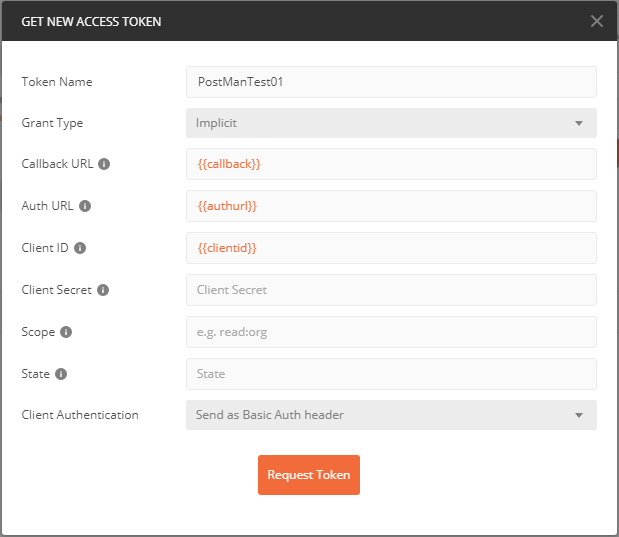 GET NEW ACCESS TOKEN
Token Name PostManTest01
Grant Type Implicit
Callback URL {{callback}}
Auth URL {{authurl}}
Client ID {{clientid}}
Client Secret Client Secret
Scope e.g. read:org
State State
Client Authentication Send as Basic Auth header
Request Token